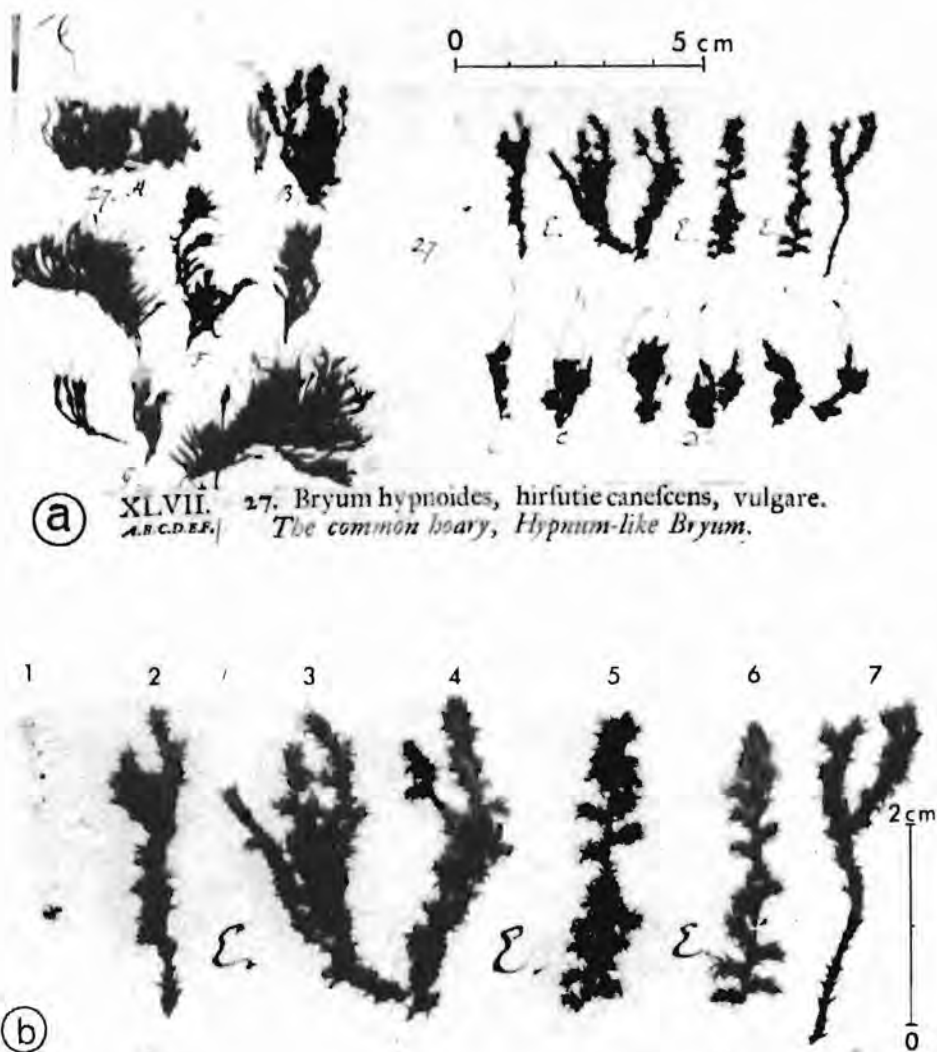 0 5 cm
27. A. B.
27 E. E. E.
F
C D
a
XLVII. 27. Bryum hypnoides, hirſutie caneſcens, vulgare.
A.B.C.D.E.F. The common hoary, Hypnum-like Bryum.
1 2 3 4 5 6 7
2 cm
E. E. E.
b
0